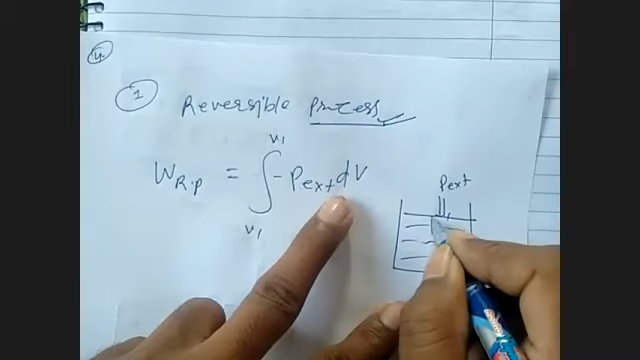 4
1 Reversible Process
V1
W R.P = ∫ - Pext dV
V1
Pext